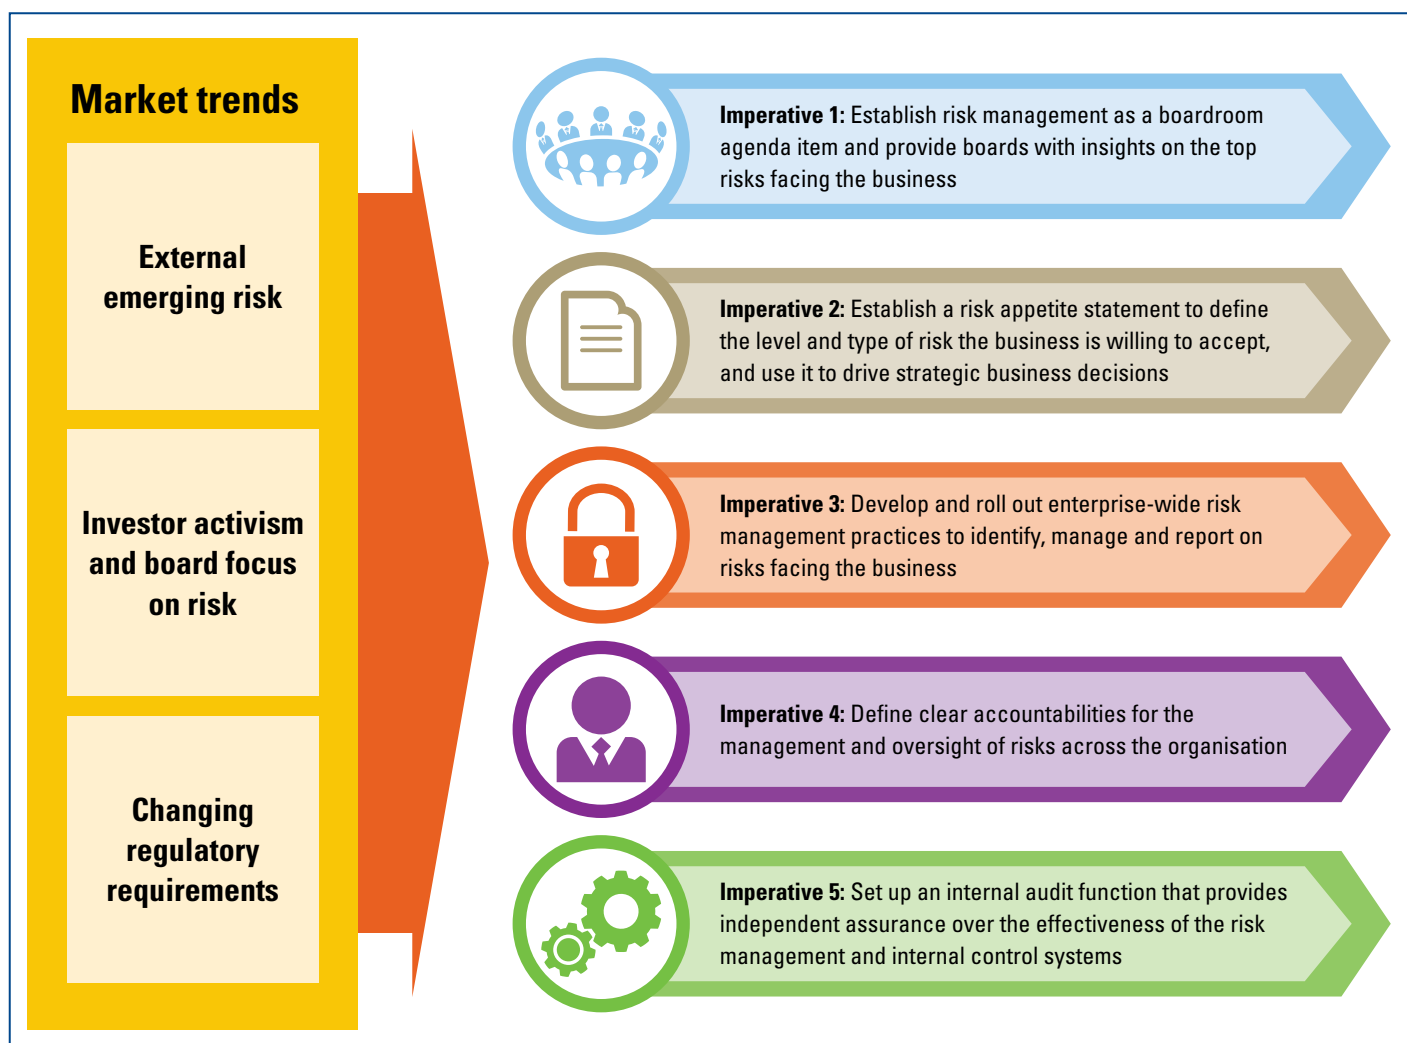 Market trends
External
emerging risk
Investor activism
and board focus
on risk
Changing
regulatory
requirements
Imperative 1: Establish risk management as a boardroom
agenda item and provide boards with insights on the top
risks facing the business
Imperative 2: Establish a risk appetite statement to define
the level and type of risk the business is willing to accept,
and use it to drive strategic business decisions
Imperative 3: Develop and roll out enterprise-wide risk
management practices to identify, manage and report on
risks facing the business
Imperative 4: Define clear accountabilities for the
management and oversight of risks across the organisation
Imperative 5: Set up an internal audit function that provides
independent assurance over the effectiveness of the risk
management and internal control systems